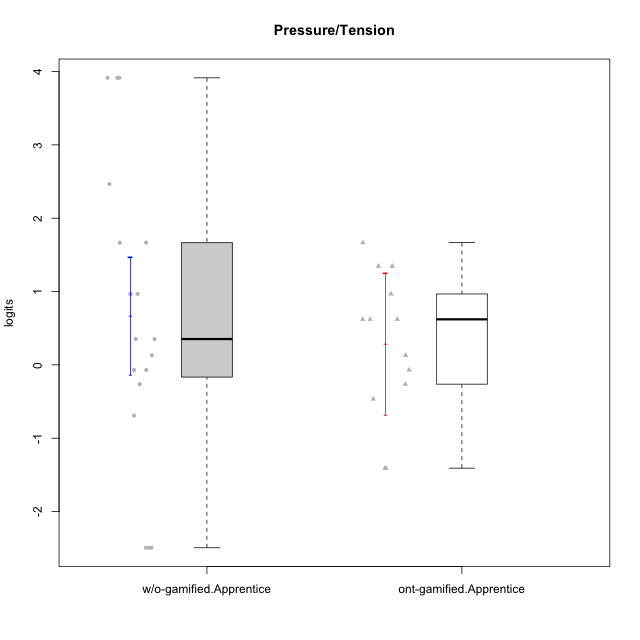 Pressure/Tension
logits
4
3
2
1
0
-1
-2
w/o-gamified.Apprentice
ont-gamified.Apprentice